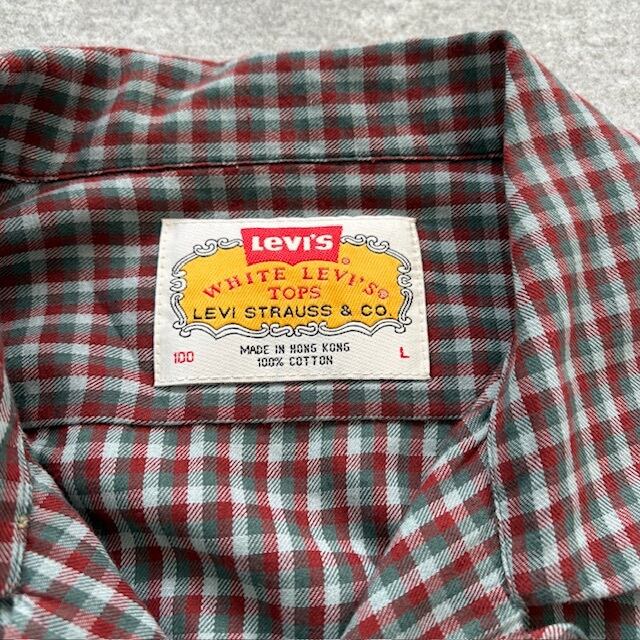 Levi's ®
WHITE LEVI'S®
TOPS
LEVI STRAUSS & CO.
100 MADE IN HONG KONG L
100% COTTON